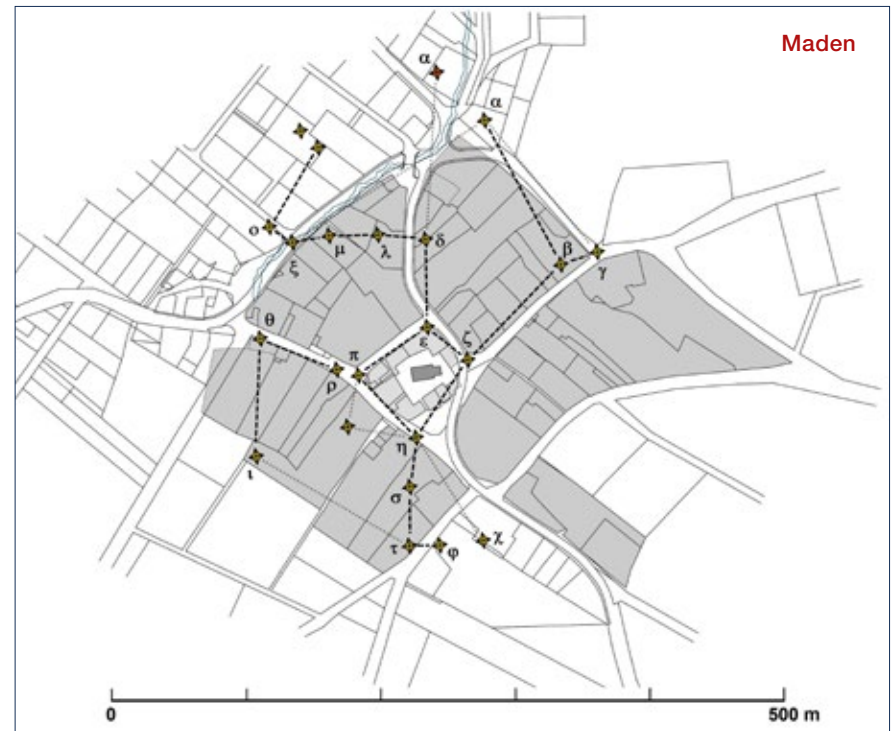 Maden
α
α
ο
ξ
μ
λ
δ
β
γ
θ
π
ε
ζ
ρ
η
ι
σ
τ
φ
χ
0
500 m